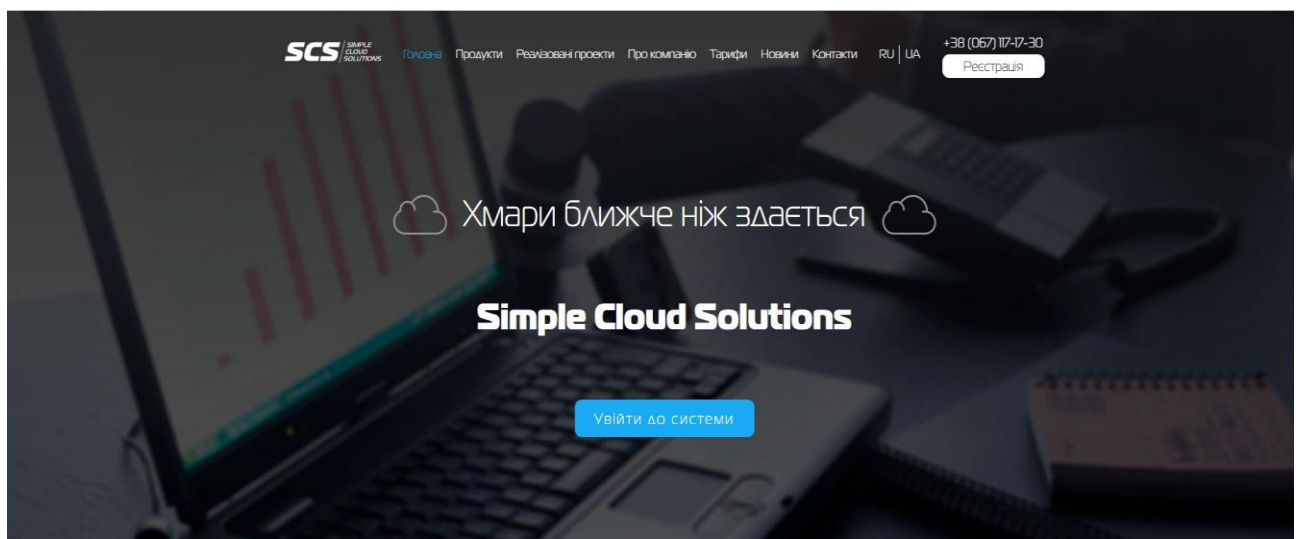 SCS SIMPLE CLOUD SOLUTIONS
Головна Продукти Реалізовані проекти Про компанію Тарифи Новини Контакти RU | UA
+38 (067) 117-17-30
Реєстрація
Хмари ближче ніж здається
Simple Cloud Solutions
Увійти до системи